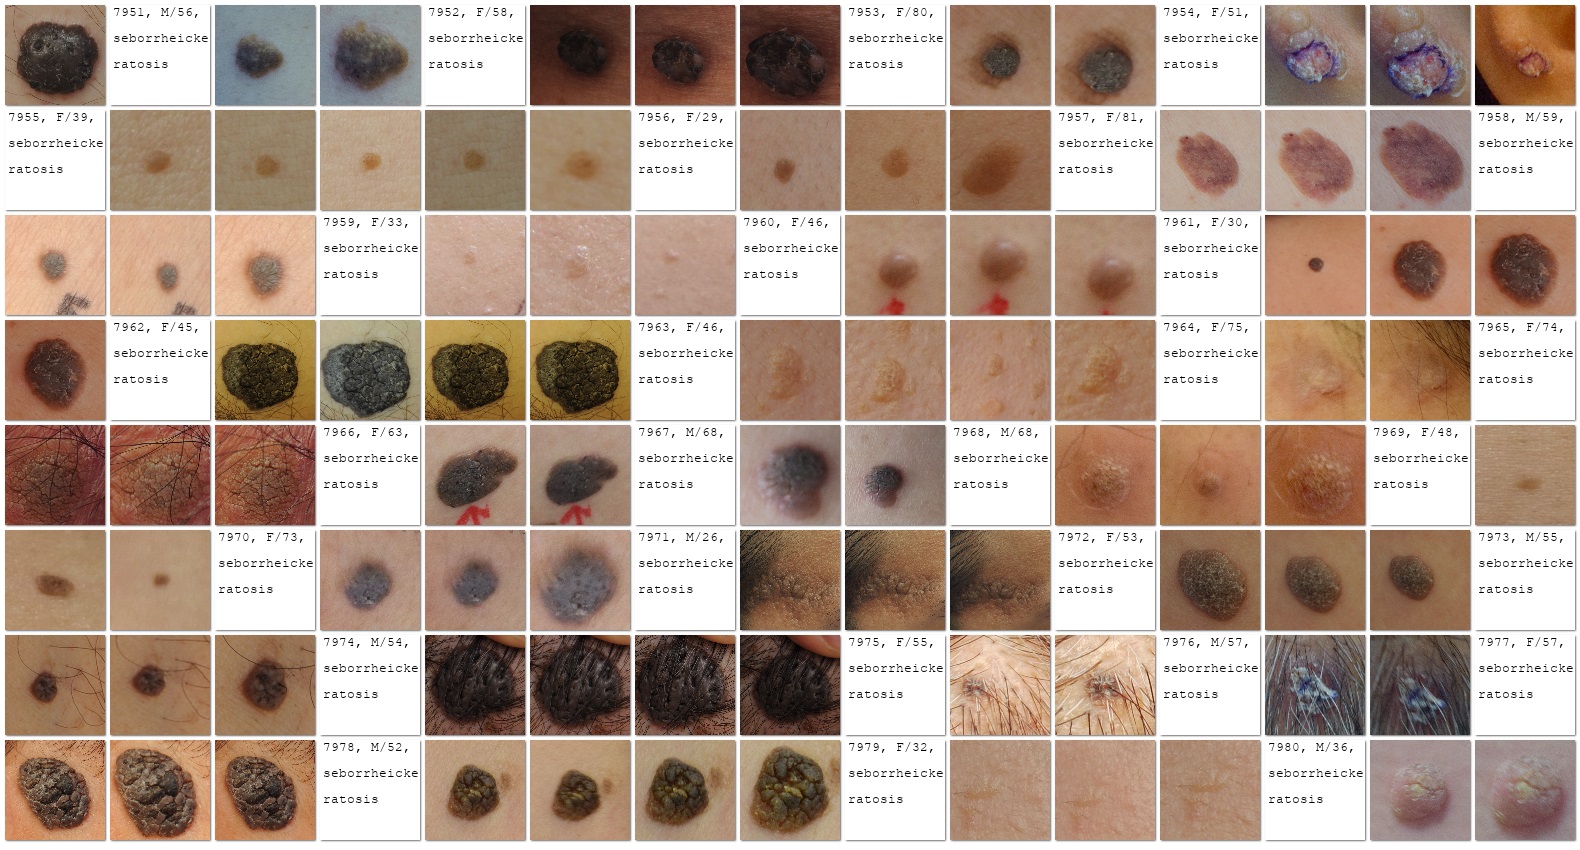 7951, M/56,
seborrheicke
ratosis
7952, F/58,
seborrheicke
ratosis
7953, F/80,
seborrheicke
ratosis
7954, F/51,
seborrheicke
ratosis
7955, F/39,
seborrheicke
ratosis
7956, F/29,
seborrheicke
ratosis
7957, F/81,
seborrheicke
ratosis
7958, M/59,
seborrheicke
ratosis
7959, F/33,
seborrheicke
ratosis
7960, F/46,
seborrheicke
ratosis
7961, F/30,
seborrheicke
ratosis
7962, F/45,
seborrheicke
ratosis
7963, F/46,
seborrheicke
ratosis
7964, F/75,
seborrheicke
ratosis
7965, F/74,
seborrheicke
ratosis
7966, F/63,
seborrheicke
ratosis
7967, M/68,
seborrheicke
ratosis
7968, M/68,
seborrheicke
ratosis
7969, F/48,
seborrheicke
ratosis
7970, F/73,
seborrheicke
ratosis
7971, M/26,
seborrheicke
ratosis
7972, F/53,
seborrheicke
ratosis
7973, M/55,
seborrheicke
ratosis
7974, M/54,
seborrheicke
ratosis
7975, F/55,
seborrheicke
ratosis
7976, M/57,
seborrheicke
ratosis
7977, F/57,
seborrheicke
ratosis
7978, M/52,
seborrheicke
ratosis
7979, F/32,
seborrheicke
ratosis
7980, M/36,
seborrheicke
ratosis